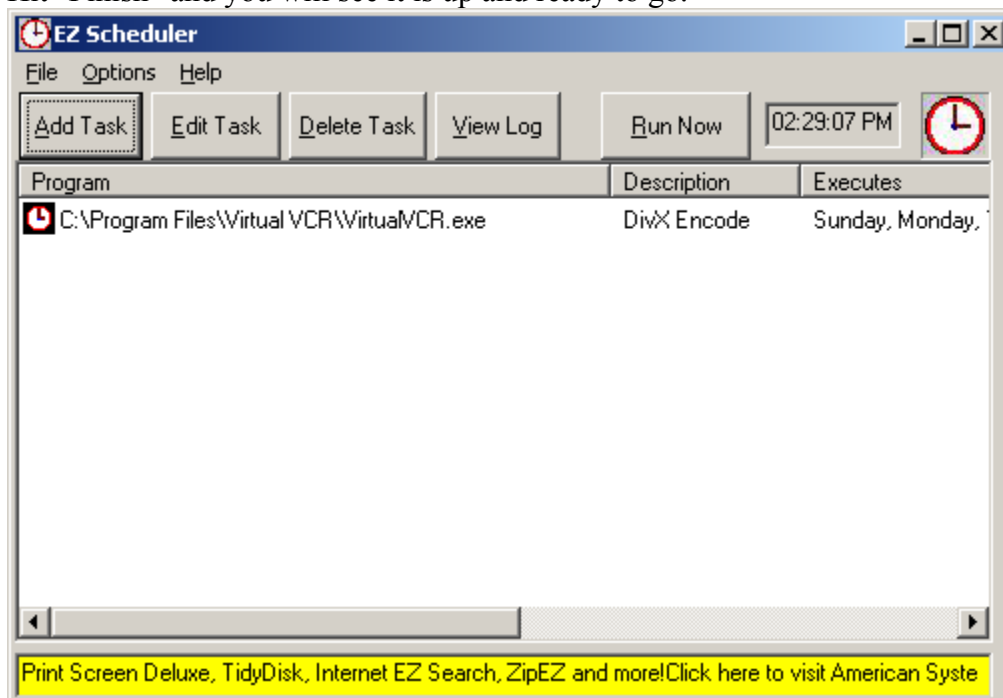 Hit "Finish" and you will see it is up and ready to go.
EZ Scheduler
File Options Help
Add Task Edit Task Delete Task View Log Run Now 02:29:07 PM
Program Description Executes
C:\Program Files\Virtual VCR\VirtualVCR.exe DivX Encode Sunday, Monday,
Print Screen Deluxe, TidyDisk, Internet EZ Search, ZipEZ and more!Click here to visit American Syste